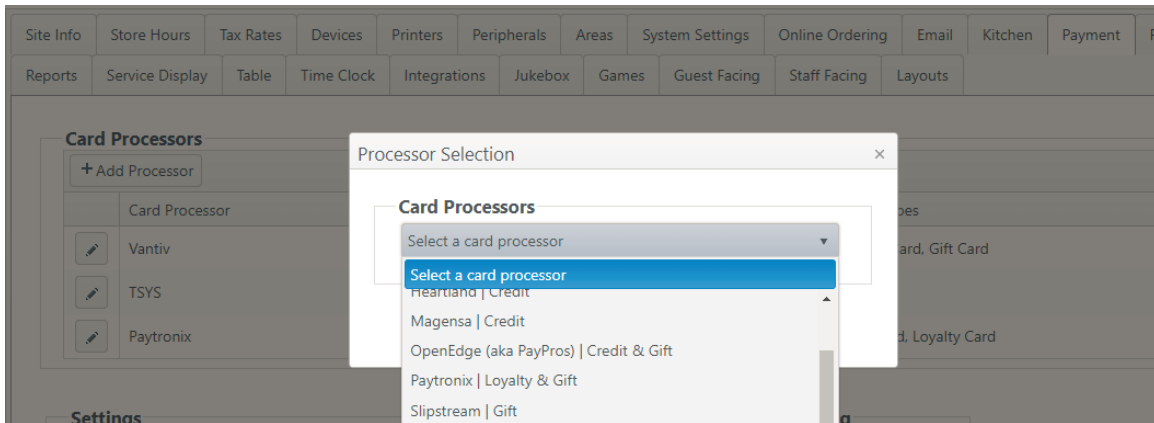 Site Info Store Hours Tax Rates Devices Printers Peripherals Areas System Settings Online Ordering Email Kitchen Payment
Reports Service Display Table Time Clock Integrations Jukebox Games Guest Facing Staff Facing Layouts
Card Processors
+ Add Processor
Card Processor
Vantiv ard, Gift Card
TSYS
Paytronix d, Loyalty Card
Settings
Processor Selection ×
Card Processors
Select a card processor
Select a card processor
Heartland | Credit
Magensa | Credit
OpenEdge (aka PayPros) | Credit & Gift
Paytronix | Loyalty & Gift
Slipstream | Gift